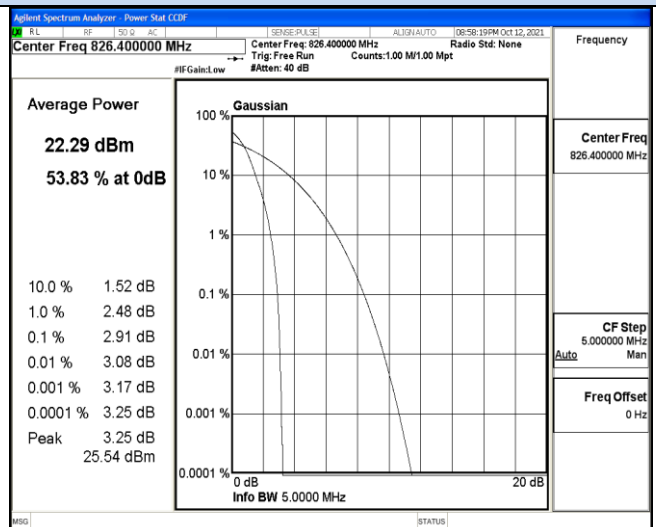 Agilent Spectrum Analyzer - Power Stat CCDF
RL RF 50 Ω AC SENSE:PULSE ALIGNAUTO 08:58:19 PM Oct 12, 2021
Center Freq 826.400000 MHz
Center Freq: 826.400000 MHz Radio Std: None
Trig: Free Run Counts:1.00 M/1.00 Mpt
#IFGain:Low #Atten: 40 dB
Frequency
Average Power
22.29 dBm
53.83 % at 0dB
10.0 % 1.52 dB
1.0 % 2.48 dB
0.1 % 2.91 dB
0.01 % 3.08 dB
0.001 % 3.17 dB
0.0001 % 3.25 dB
Peak 3.25 dB
25.54 dBm
Gaussian
100 %
10 %
1 %
0.1 %
0.01 %
0.001 %
0.0001 %
0 dB 20 dB
Info BW 5.0000 MHz
Center Freq
826.400000 MHz
CF Step
5.000000 MHz
Auto Man
Freq Offset
0 Hz
MSG STATUS